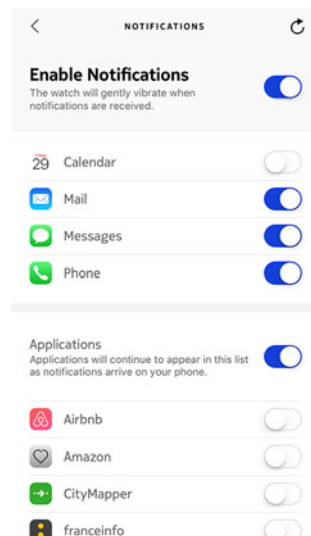 NOTIFICATIONS
Enable Notifications
The watch will gently vibrate when
notifications are received.
29 Calendar
Mail
Messages
Phone
Applications
Applications will continue to appear in this list
as notifications arrive on your phone.
Airbnb
Amazon
CityMapper
franceinfo